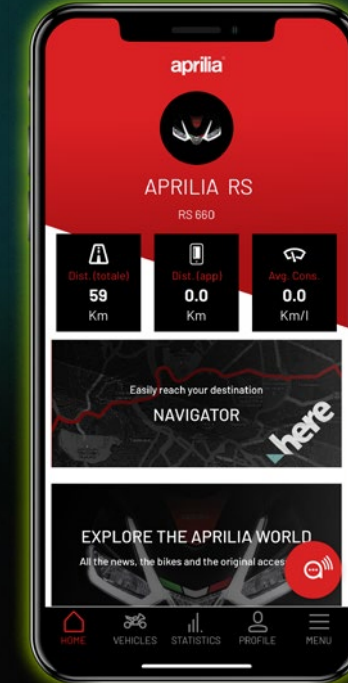 aprilia
APRILIA RS
RS 660
Dist. (totale)
59
Km
Dist. (app)
0.0
Km
Avg. Cons.
0.0
Km/l
Easily reach your destination
NAVIGATOR
here
EXPLORE THE APRILIA WORLD
All the news, the bikes and the original acces
HOME
VEHICLES
STATISTICS
PROFILE
MENU